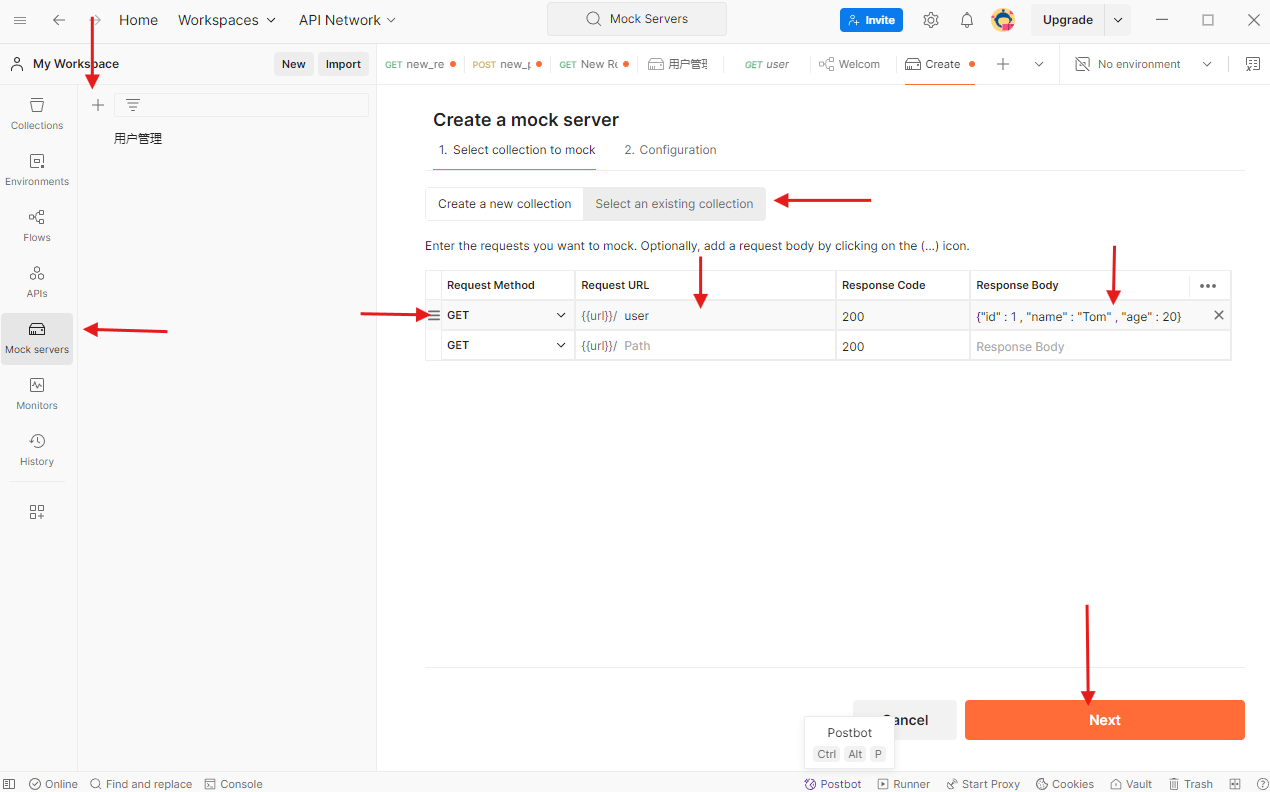 Home Workspaces API Network Mock Servers Invite Upgrade
My Workspace New Import GET new_re POST new_p GET New Re 用户管理 GET user Welcom Create No environment
Collections
用户管理
Environments
Flows
APIs
Mock servers
Monitors
History
Create a mock server
1. Select collection to mock 2. Configuration
Create a new collection Select an existing collection
Enter the requests you want to mock. Optionally, add a request body by clicking on the (...) icon.
Request Method Request URL Response Code Response Body
GET {{url}}/ user 200 {"id" : 1 , "name" : "Tom" , "age" : 20}
GET {{url}}/ Path 200 Response Body
Cancel Next
Postbot
Ctrl Alt P
Online Find and replace Console Postbot Runner Start Proxy Cookies Vault Trash